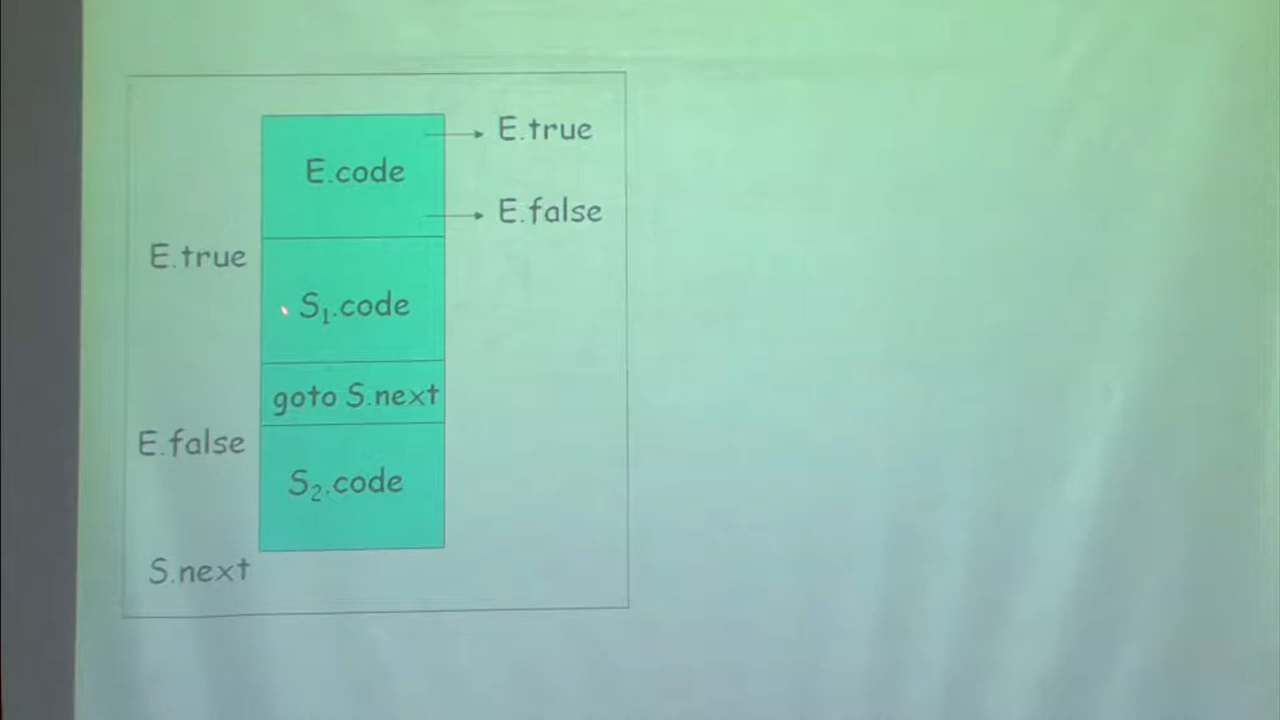 E.true
E.code
E.false
E.true
S₁.code
goto S.next
E.false
S₂.code
S.next